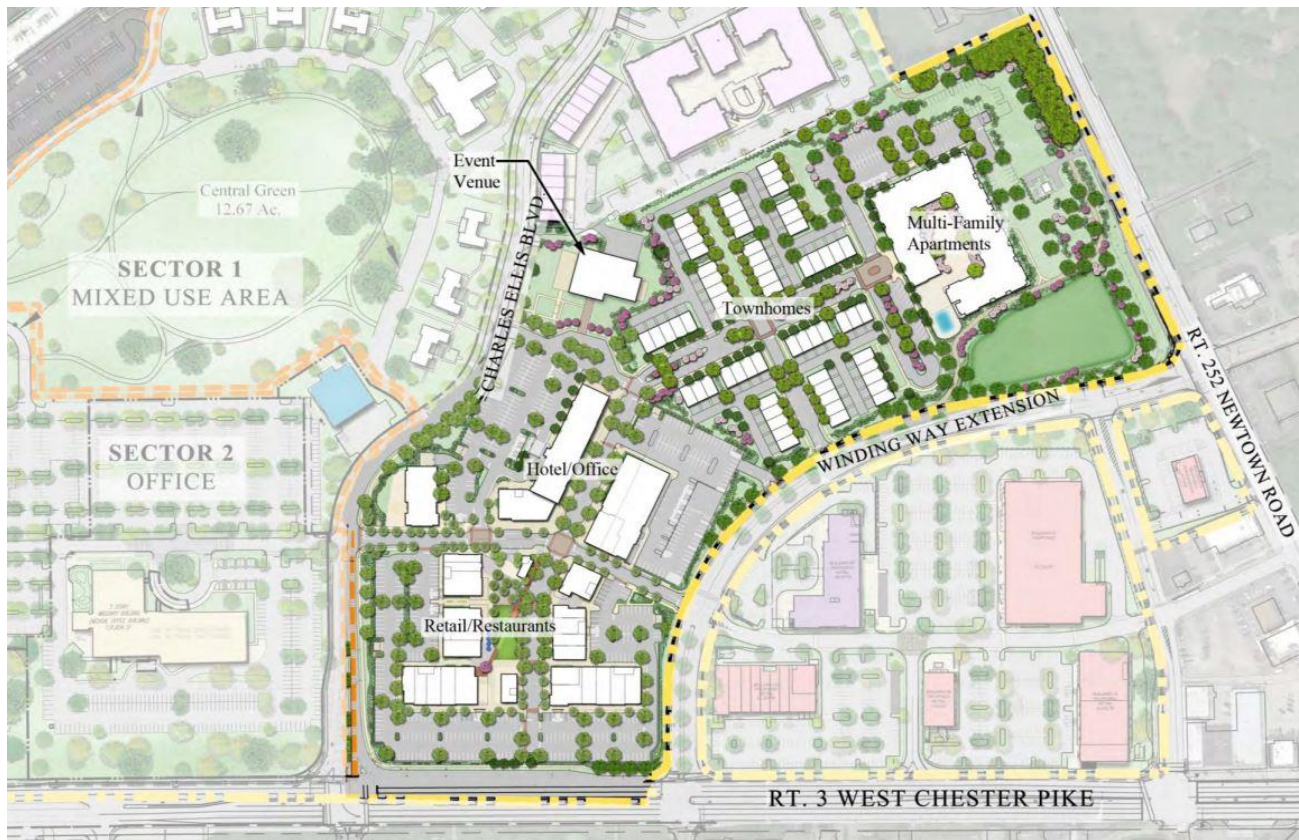 Event
Venue
Central Green
12.67 Ac.
SECTOR 1
MIXED USE AREA
CHARLES ELLIS BLVD.
Multi-Family
Apartments
Townhomes
RT. 252 NEWTOWN ROAD
WINDING WAY EXTENSION
SECTOR 2
OFFICE
Hotel/Office
Retail/Restaurants
RT. 3 WEST CHESTER PIKE